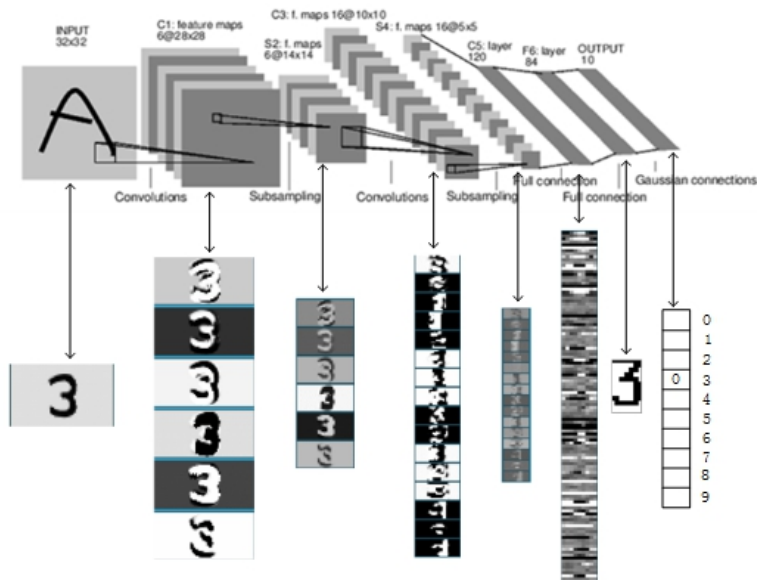 INPUT
32x32
C1: feature maps
6@28x28
S2: f. maps
6@14x14
C3: f. maps 16@10x10
S4: f. maps 16@5x5
C5: layer
120
F6: layer
84
OUTPUT
10
Convolutions
Subsampling
Convolutions
Subsampling
Full connection
Full connection
Gaussian connections
A
3
3
0
0
1
2
3
4
5
6
7
8
9